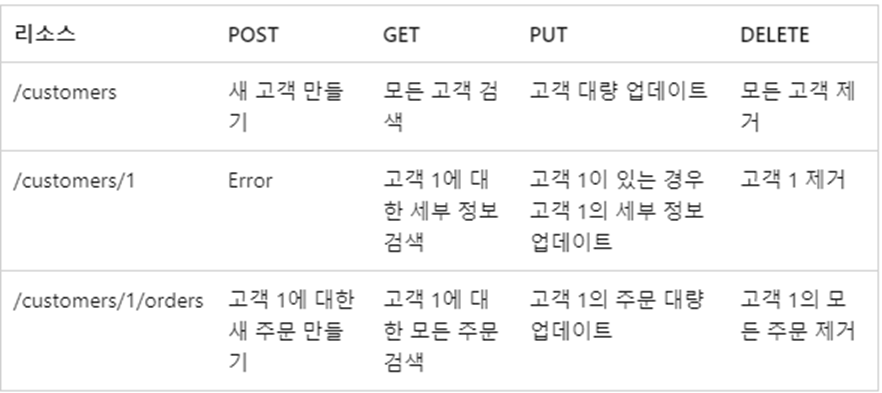 리소스 POST GET PUT DELETE
/customers 새 고객 만들 모든 고객 검 고객 대량 업데이트 모든 고객 제
기 색 거
/customers/1 Error 고객 1에 대 고객 1이 있는 경우 고객 1 제거
한 세부 정보 고객 1의 세부 정보
검색 업데이트
/customers/1/orders 고객 1에 대한 고객 1에 대 고객 1의 주문 대량 고객 1의 모
새 주문 만들 한 모든 주문 업데이트 든 주문 제거
기 검색